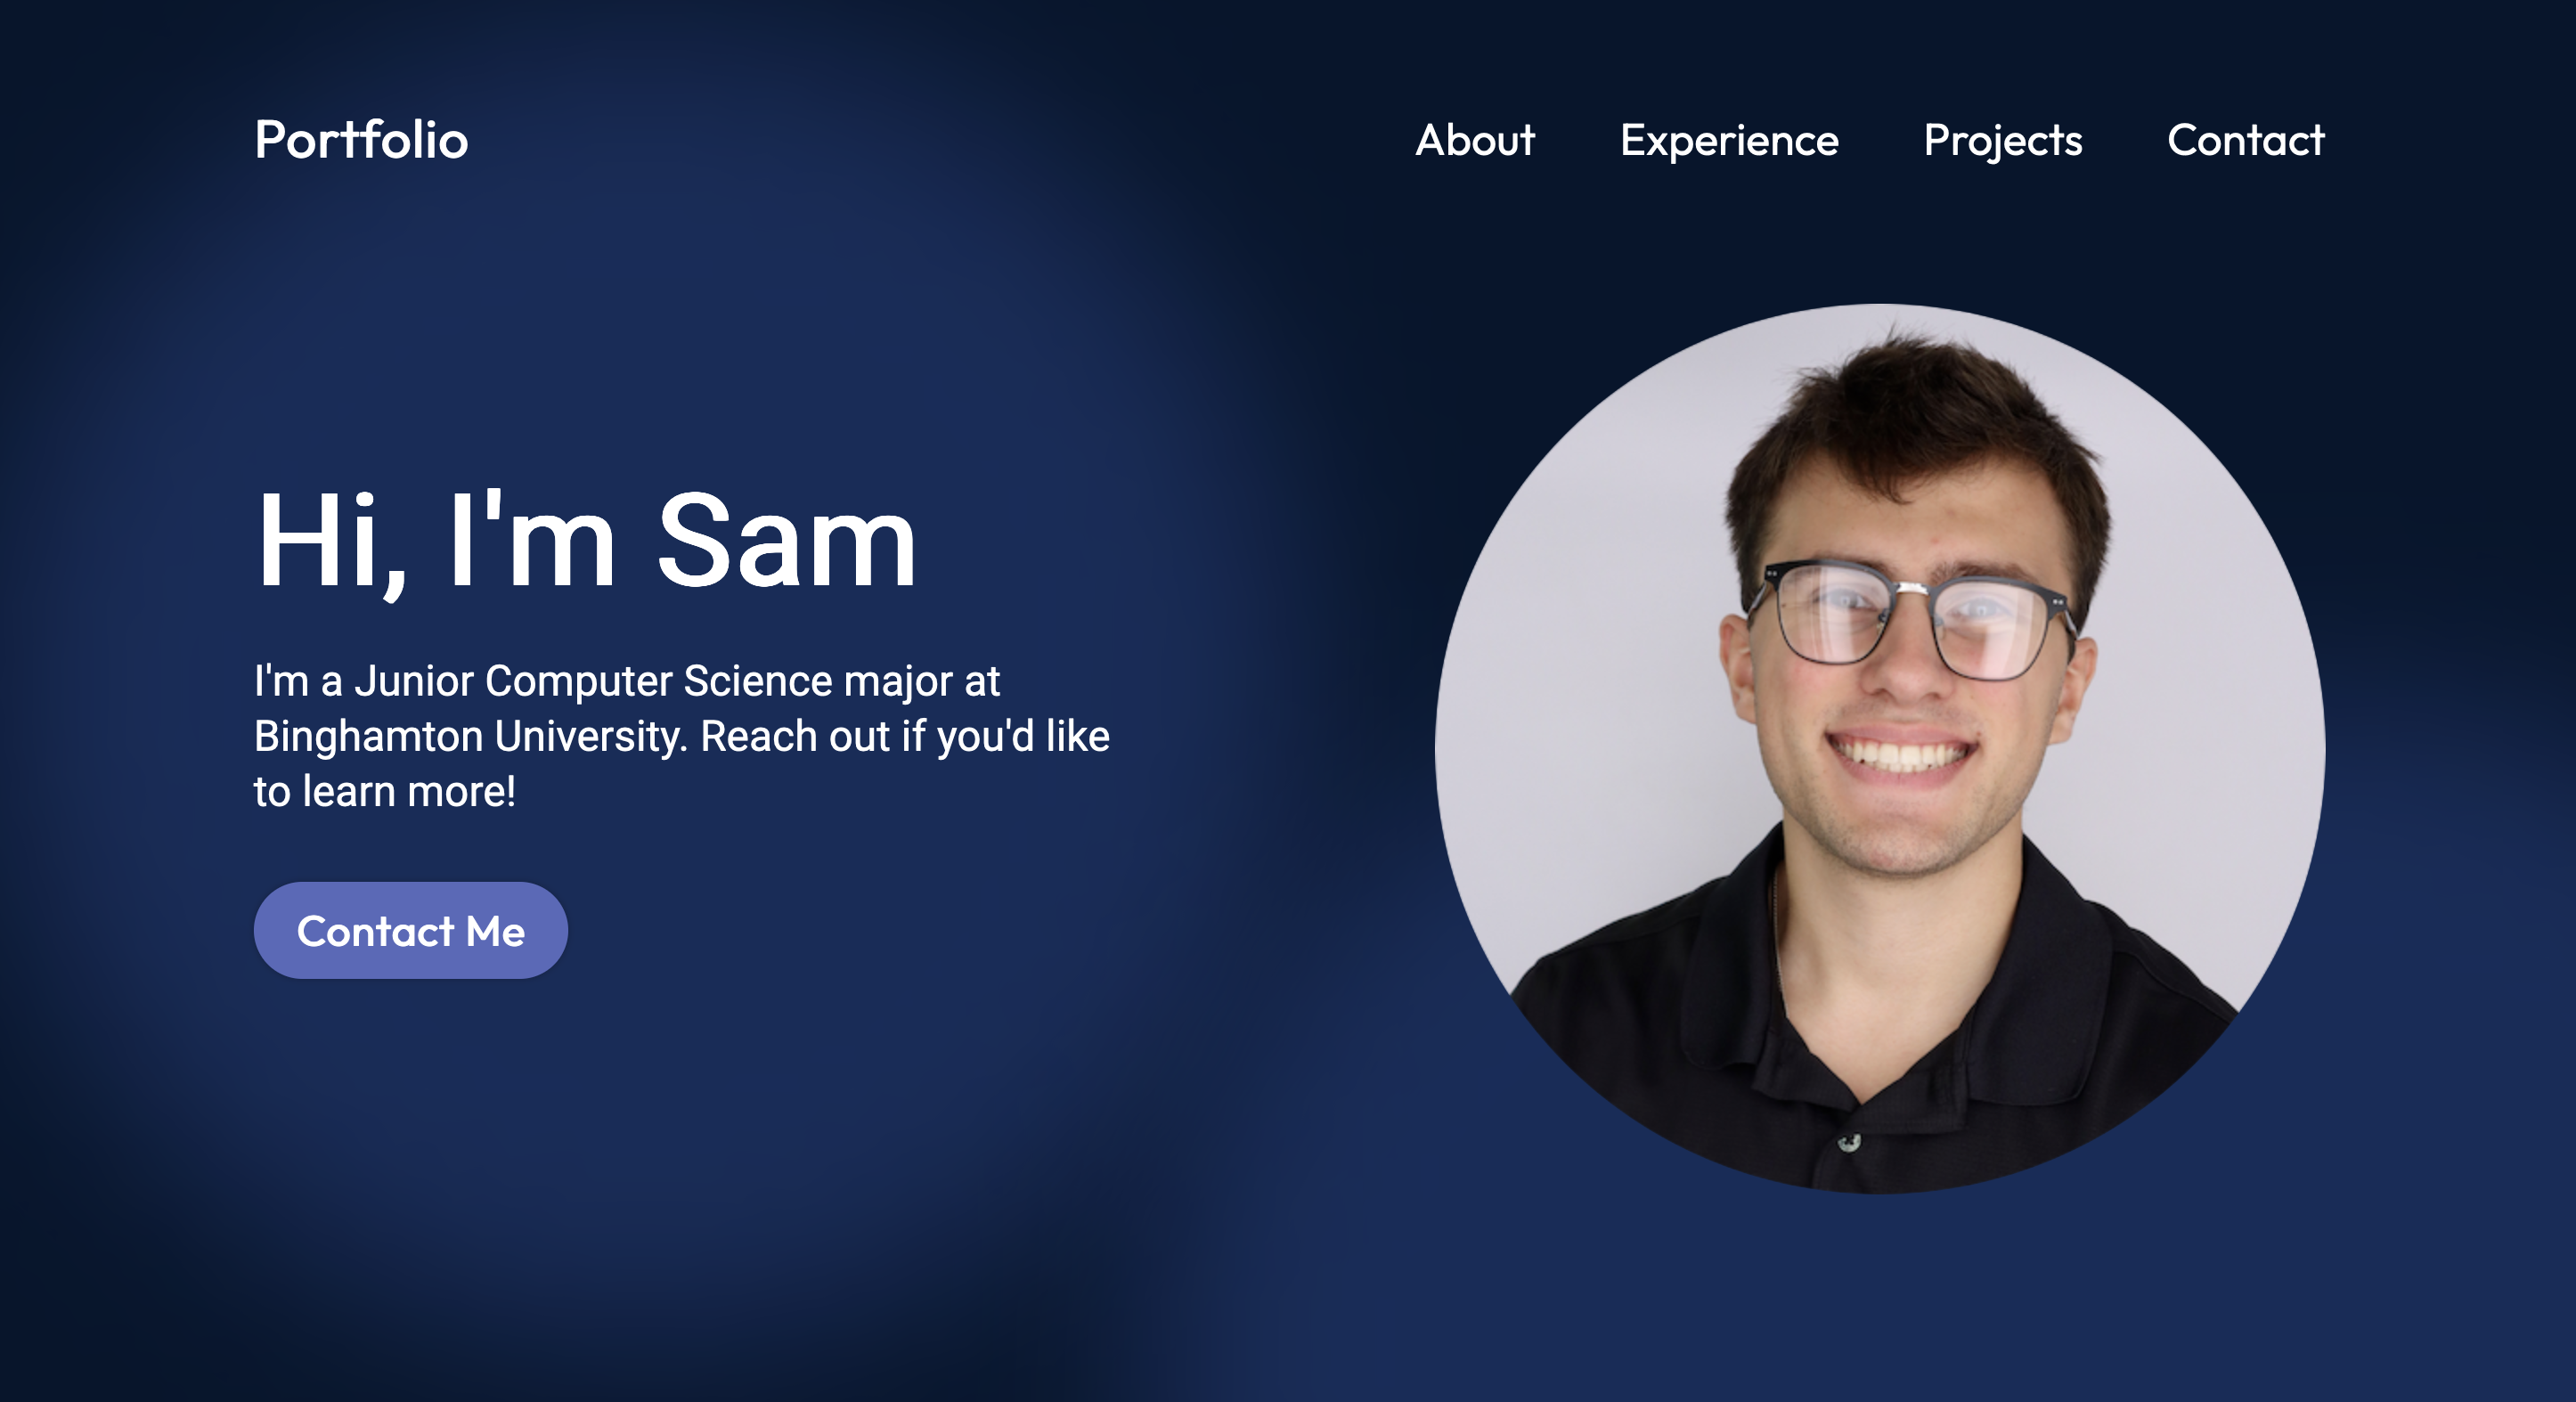 Portfolio
About Experience Projects Contact
Hi, I'm Sam
I'm a Junior Computer Science major at
Binghamton University. Reach out if you'd like
to learn more!
Contact Me